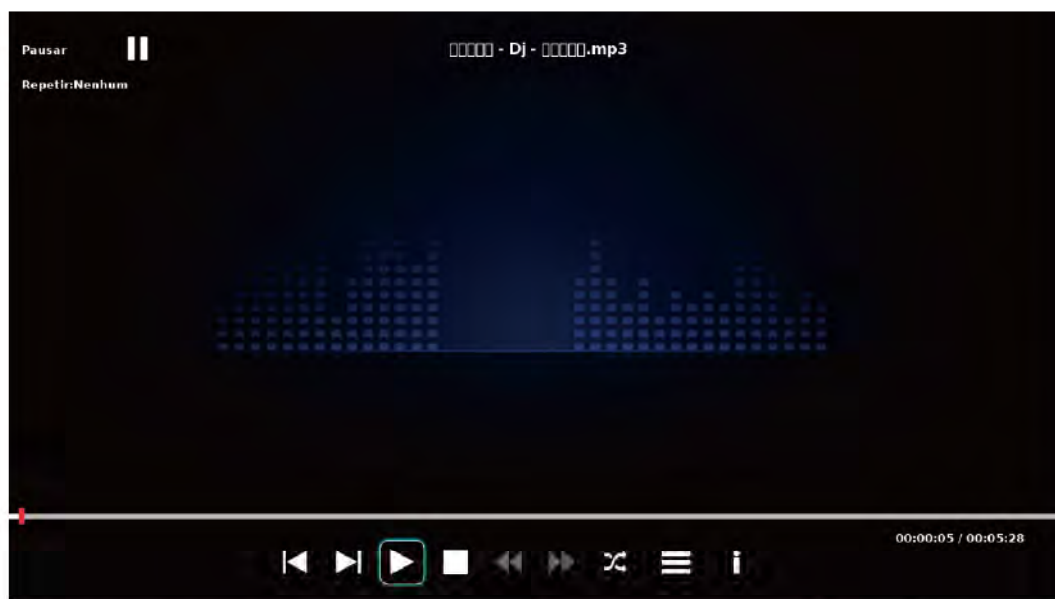 Pausar
▯▯▯▯▯ - Dj - ▯▯▯▯▯.mp3
Repetir:Nenhum
00:00:05 / 00:05:28